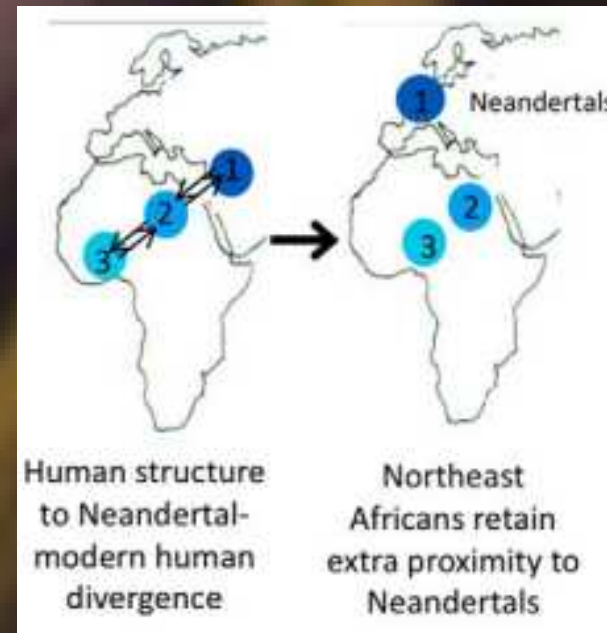 1
2
3
1
Neandertals
2
3
Human structure
to Neandertal-
modern human
divergence
Northeast
Africans retain
extra proximity to
Neandertals